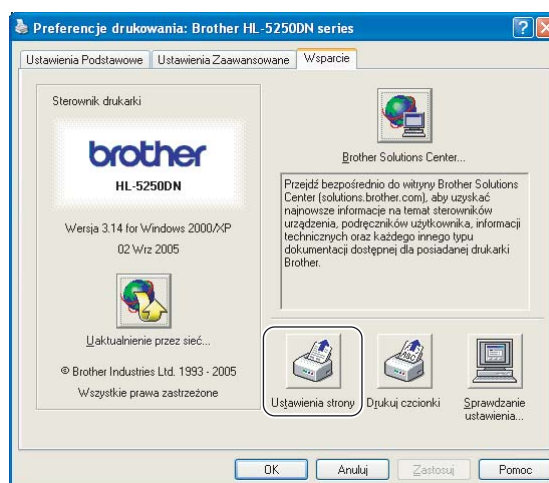 Preferencje drukowania: Brother HL-5250DN series
Ustawienia Podstawowe
Ustawienia Zaawansowane
Wsparcie
Sterownik drukarki
brother
HL-5250DN
Wersja 3.14 for Windows 2000/XP
02 Wrz 2005
Uaktualnienie przez sieć...
© Brother Industries Ltd. 1993 - 2005
Wszystkie prawa zastrzeżone
Brother Solutions Center...
Przejdź bezpośrednio do witryny Brother Solutions
Center (solutions.brother.com), aby uzyskać
najnowsze informacje na temat sterowników
urządzenia, podręczników użytkownika, informacji
technicznych oraz każdego innego typu
dokumentacji dostępnej dla posiadanej drukarki
Brother.
Ustawienia strony
Drukuj czcionki
Sprawdzanie
ustawienia...
OK
Anuluj
Zastosuj
Pomoc